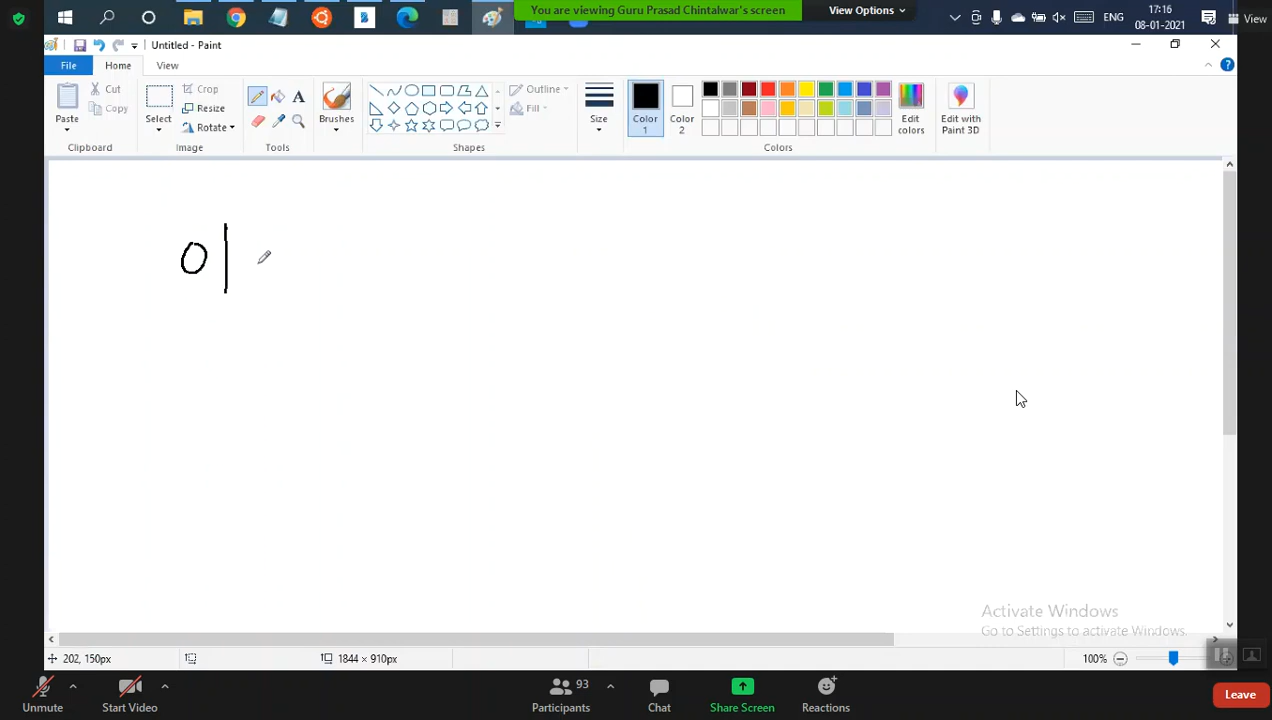 You are viewing Guru Prasad Chintalwar's screen
View Options
ENG
17:16
08-01-2021
View
Untitled - Paint
File
Home
View
Paste
Cut
Copy
Clipboard
Select
Crop
Resize
Rotate
Image
A
Tools
Brushes
Outline
Fill
Shapes
Size
Color 1
Color 2
Edit colors
Colors
Edit with Paint 3D
0|
Activate Windows
Go to Settings to activate Windows.
202, 150px
1844 × 910px
100%
Unmute
Start Video
93
Participants
Chat
Share Screen
Reactions
Leave